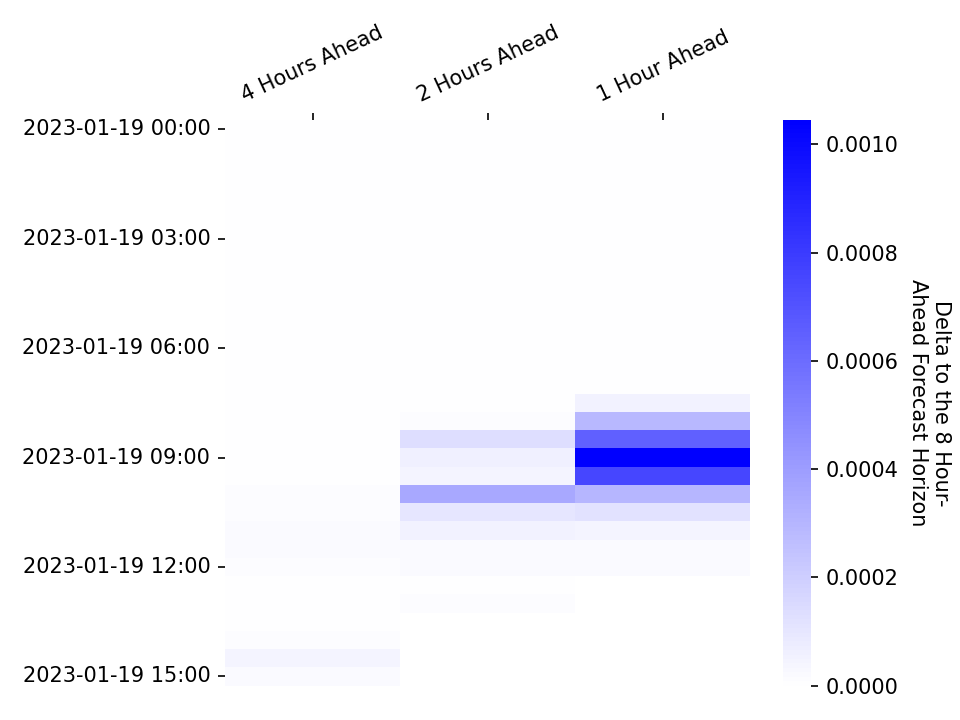 4 Hours Ahead
2 Hours Ahead
1 Hour Ahead
2023-01-19 00:00
2023-01-19 03:00
2023-01-19 06:00
2023-01-19 09:00
2023-01-19 12:00
2023-01-19 15:00
0.0010
0.0008
0.0006
0.0004
0.0002
0.0000
Delta to the 8 Hour-
Ahead Forecast Horizon